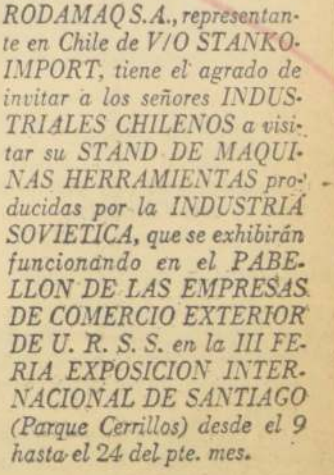 RODAMAQ S.A., representan-
te en Chile de V/O STANKO-
IMPORT, tiene el agrado de
invitar a los señores INDUS-
TRIALES CHILENOS a visi-
tar su STAND DE MAQUI-
NAS HERRAMIENTAS pro-
ducidas por la INDUSTRIA
SOVIETICA, que se exhibirán
funcionando en el PABE-
LLON DE LAS EMPRESAS
DE COMERCIO EXTERIOR
DE U. R. S. S. en la III FE-
RIA EXPOSICION INTER-
NACIONAL DE SANTIAGO
(Parque Cerrillos) desde el 9
hasta el 24 del pte. mes.